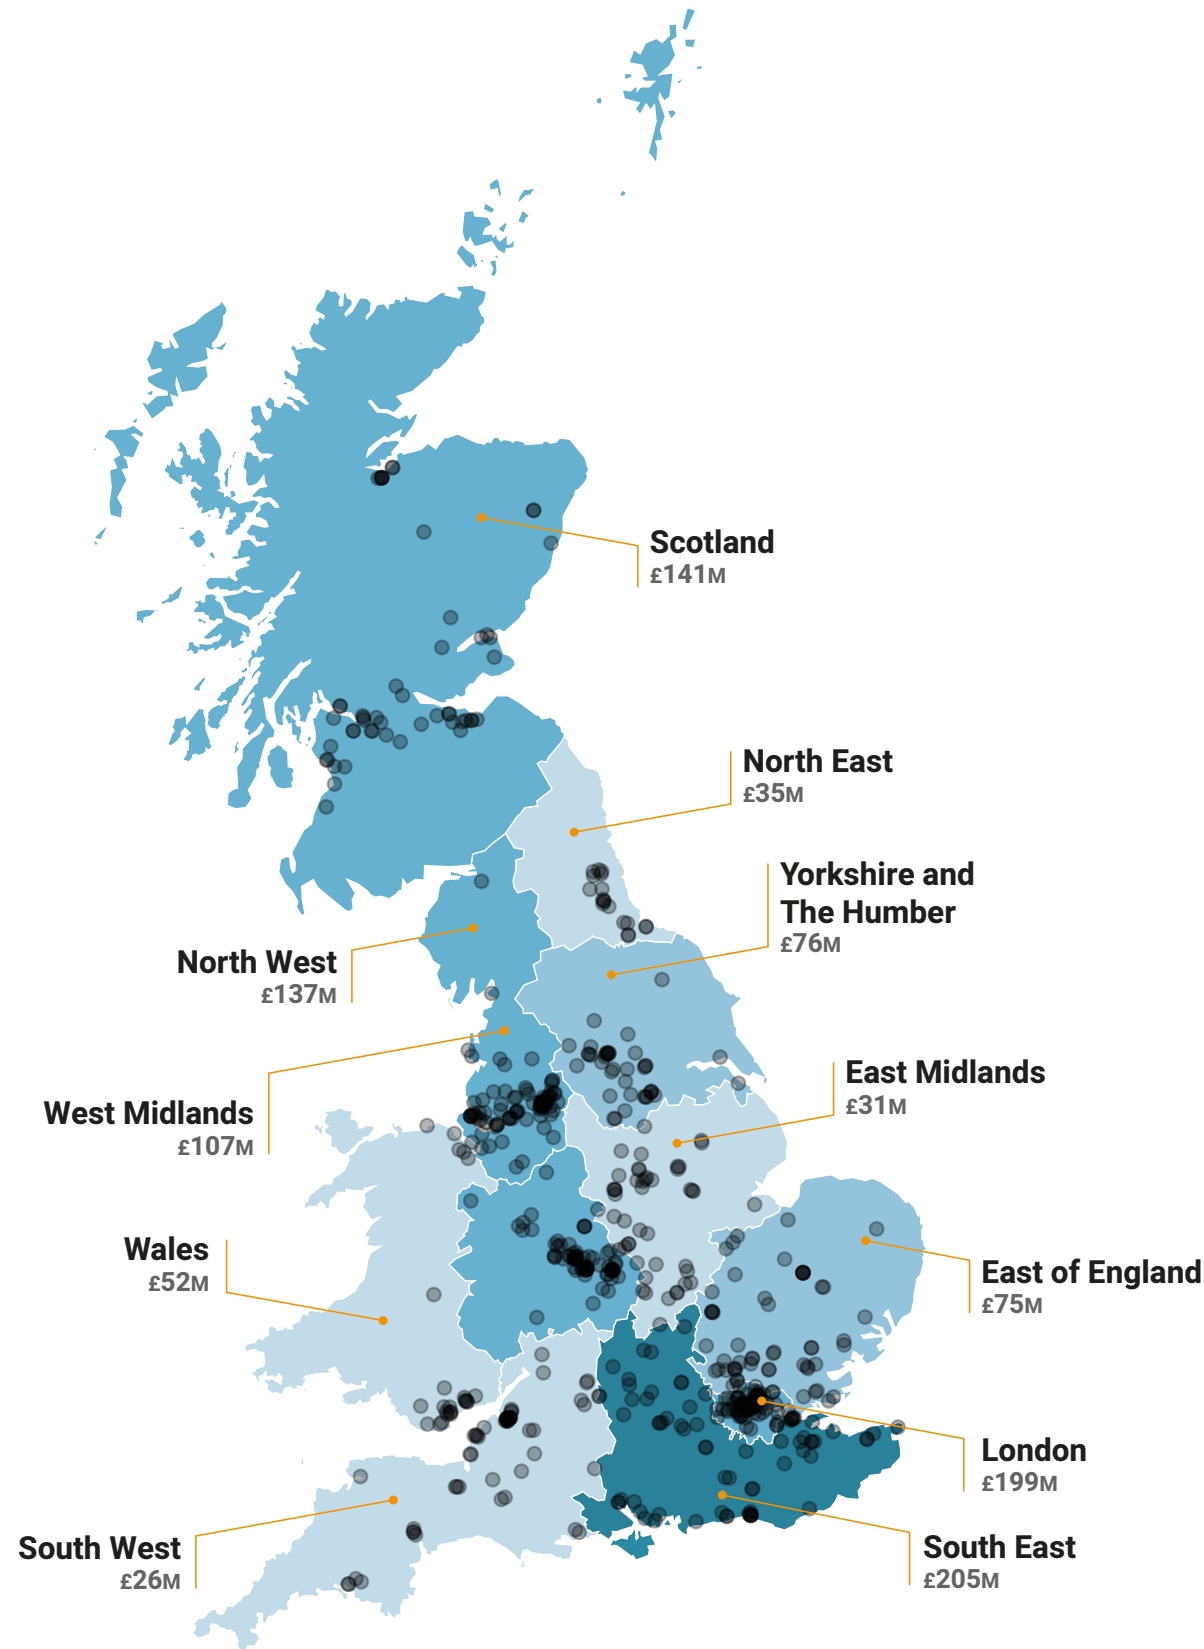 Scotland
£141M
North East
£35M
Yorkshire and
The Humber
£76M
North West
£137M
East Midlands
£31M
West Midlands
£107M
Wales
£52M
East of England
£75M
London
£199M
South West
£26M
South East
£205M